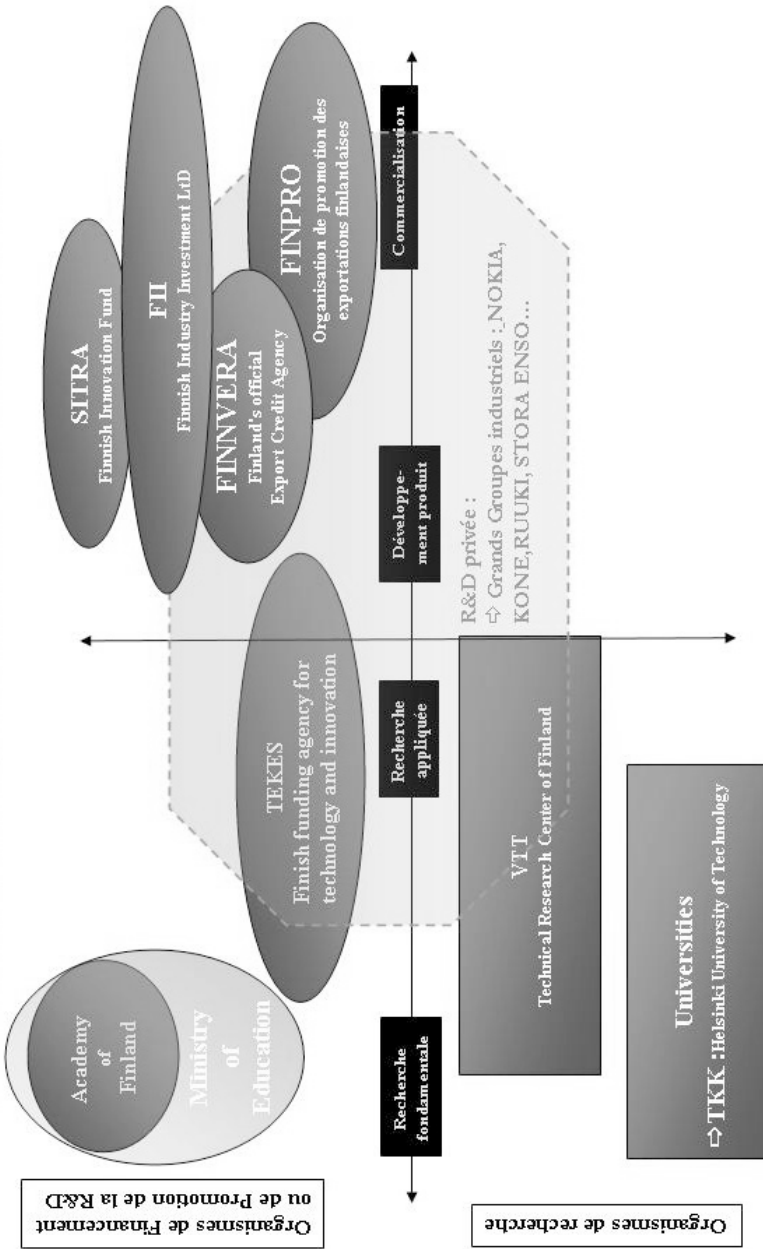 Organismes de Financement
ou de Promotion de la R&D
Academy
of
Finland
Ministry
of
Education
TEKES
Finish funding agency for
technology and innovation
SITRA
Finnish Innovation Fund
FII
Finnish Industry Investment LtD
FINNVERA
Finland's official
Export Credit Agency
FINPRO
Organisation de promotion des
exportations finlandaises
Recherche
fondamentale
Recherche
appliquée
Développe-
ment produit
Commercialisation
R&D privée :
⇨ Grands Groupes industriels : NOKIA,
KONE,RUUKI, STORA ENSO…
Organismes de recherche
VTT
Technical Research Center of Finland
Universities
⇨ TKK :Helsinki University of Technology